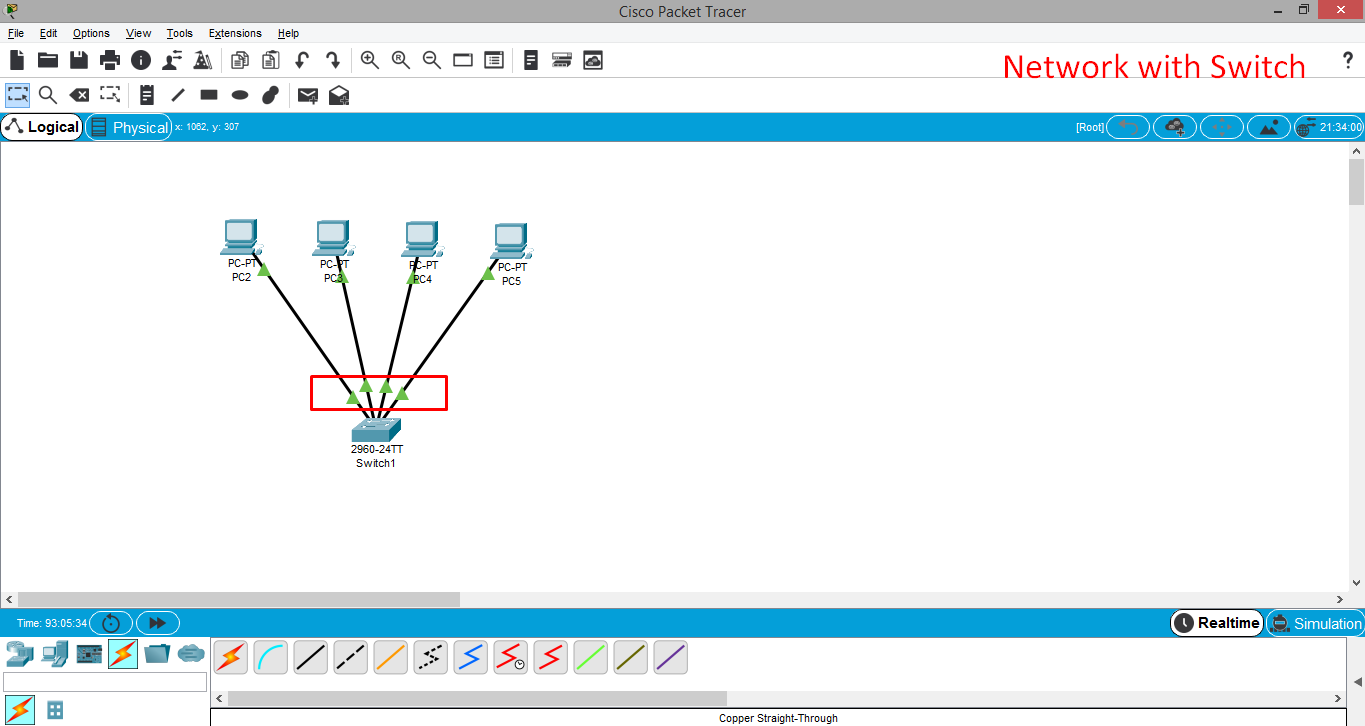 Cisco Packet Tracer
File Edit Options View Tools Extensions Help
Network with Switch
?
Logical Physical x: 1062, y: 307 [Root] 21:34:00
PC-PT PC-PT PC-PT PC-PT
PC2 PC3 PC4 PC5
2960-24TT
Switch1
Time: 93:05:34 Realtime Simulation
Copper Straight-Through